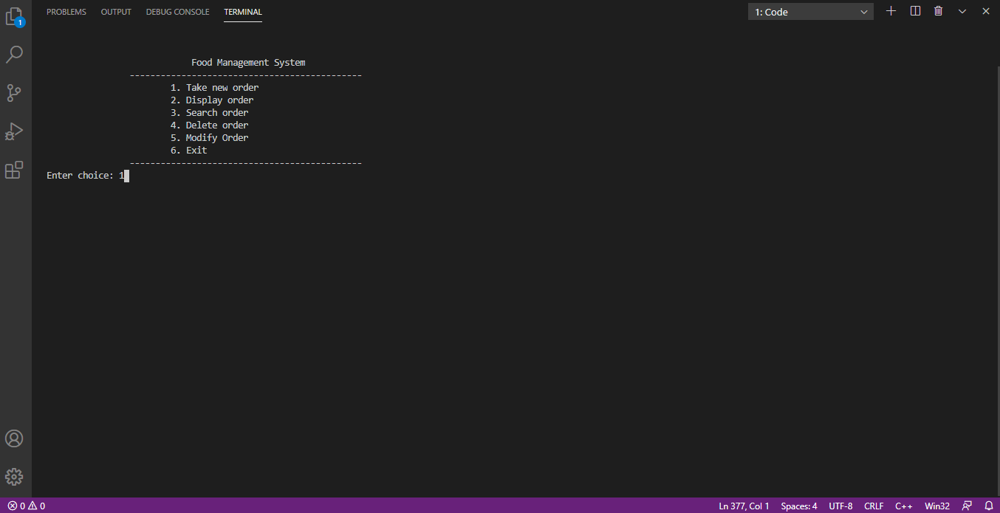 PROBLEMS OUTPUT DEBUG CONSOLE TERMINAL 1: Code
1
Food Management System
---------------------------------------------
1. Take new order
2. Display order
3. Search order
4. Delete order
5. Modify Order
6. Exit
---------------------------------------------
Enter choice: 1
0 0 Ln 377, Col 1 Spaces: 4 UTF-8 CRLF C++ Win32